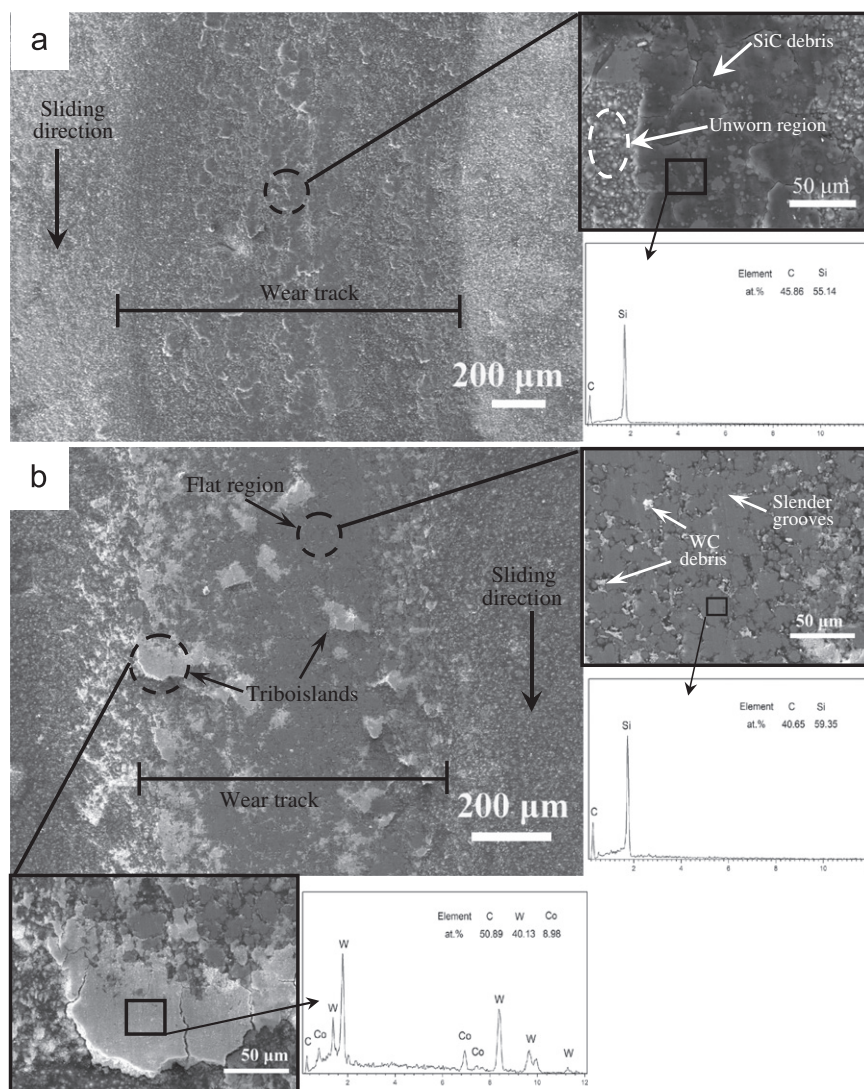 a
Sliding
direction
Wear track
200 µm
SiC debris
Unworn region
50 µm
Element C Si
at.% 45.86 55.14
Si
C
2 4 6 8 10
b
Flat region
Sliding
direction
Triboislands
Wear track
200 µm
Slender
grooves
WC
debris
50 µm
Element C Si
at.% 40.65 59.35
Si
C
2 4 6 8 10
50 µm
Element C W Co
at.% 50.89 40.13 8.98
W
W
W
Co
Co
W
C
Co
W
2 4 6 8 10 12